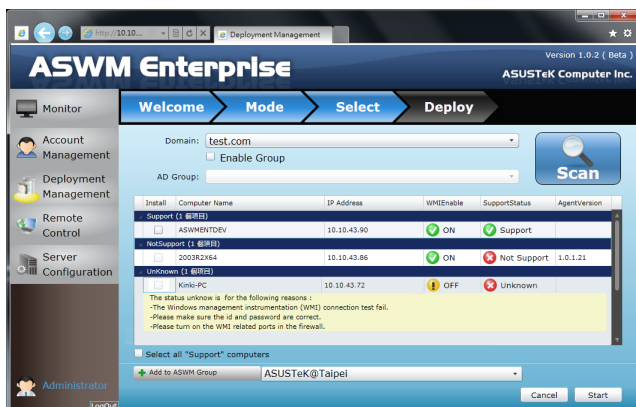 http://10.10...
Deployment Management
Version 1.0.2 ( Beta )
ASWM Enterprise
ASUSTeK Computer Inc.
Monitor
Welcome
Mode
Select
Deploy
Account Management
Deployment Management
Remote Control
Server Configuration
Domain:
test.com
Enable Group
AD Group:
Scan
Install Computer Name IP Address WMIEnable SupportStatus AgentVersion
Support (1 個項目)
ASWMENTDEV 10.10.43.90 ON Support
NotSupport (1 個項目)
2003R2X64 10.10.43.86 ON Not Support 1.0.1.21
UnKnown (1 個項目)
Kinki-PC 10.10.43.72 OFF Unknown
The status unknow is for the following reasons :
-The Windows management instrumentation (WMI) connection test fail.
-Please make sure the id and password are correct.
-Please turn on the WMI related ports in the firewall.
Select all "Support" computers
Add to ASWM Group
ASUSTeK@Taipei
Administrator
LogOut
Cancel
Start